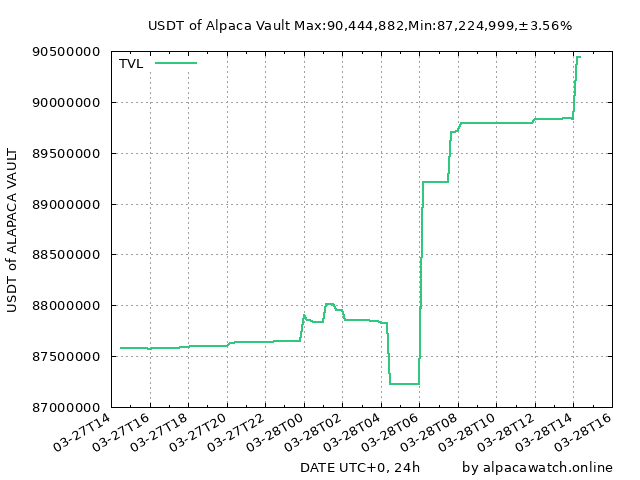 USDT of Alpaca Vault Max:90,444,882,Min:87,224,999,±3.56%
90500000
TVL
90000000
89500000
89000000
88500000
88000000
87500000
87000000
USDT of ALAPACA VAULT
03-27T14
03-27T16
03-27T18
03-27T20
03-27T22
03-28T00
03-28T02
03-28T04
03-28T06
03-28T08
03-28T10
03-28T12
03-28T14
03-28T16
DATE UTC+0, 24h
by alpacawatch.online